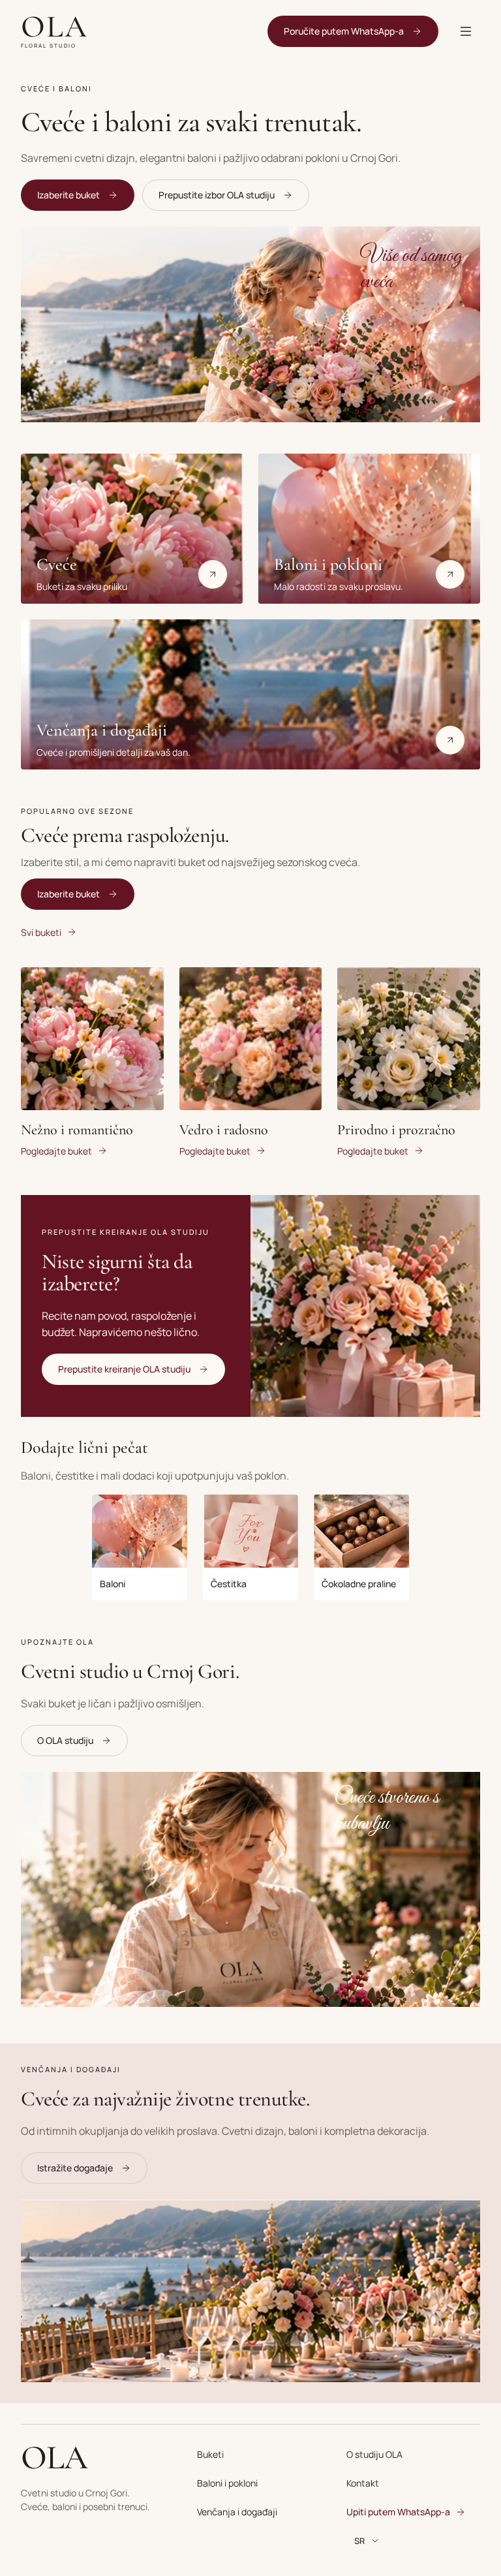 OLA
FLORAL STUDIO
Poručite putem WhatsApp-a
CVEĆE I BALONI
Cveće i baloni za svaki trenutak.
Savremeni cvetni dizajn, elegantni baloni i pažljivo odabrani pokloni u Crnoj Gori.
Izaberite buket
Prepustite izbor OLA studiju
Više od samog
cveća
Cveće
Buketi za svaku priliku
Baloni i pokloni
Malo radosti za svaku proslavu.
Venčanja i događaji
Cveće i promišljeni detalji za vaš dan.
POPULARNO OVE SEZONE
Cveće prema raspoloženju.
Izaberite stil, a mi ćemo napraviti buket od najsvežijeg sezonskog cveća.
Izaberite buket
Svi buketi
Nežno i romantično
Pogledajte bukete
Vedro i radosno
Pogledajte bukete
Prirodno i prozračno
Pogledajte bukete
PREPUSTITE KREIRANJE OLA STUDIJU
Niste sigurni šta da
izaberete?
Recite nam povod, raspoloženje i
budžet. Napravićemo nešto lično.
Prepustite kreiranje OLA studiju
Dodajte lični pečat
Baloni, čestitke i mali dodaci koji upotpunjuju vaš poklon.
For
You
Baloni
Čestitka
Čokoladne praline
UPOZNAJTE OLA
Cvetni studio u Crnoj Gori.
Svaki buket je ličan i pažljivo osmišljen.
O OLA studiju
Cveće stvoreno s
ljubavlju
OLA
FLORAL STUDIO
VENČANJA I DOGAĐAJI
Cveće za najvažnije životne trenutke.
Od intimnih okupljanja do velikih proslava. Cvetni dizajn, baloni i kompletna dekoracija.
Istražite događaje
OLA
Cvetni studio u Crnoj Gori.
Cveće, baloni i posebni trenuci.
Buketi
Baloni i pokloni
Venčanja i događaji
O studiju OLA
Kontakt
Upiti putem WhatsApp-a
SR